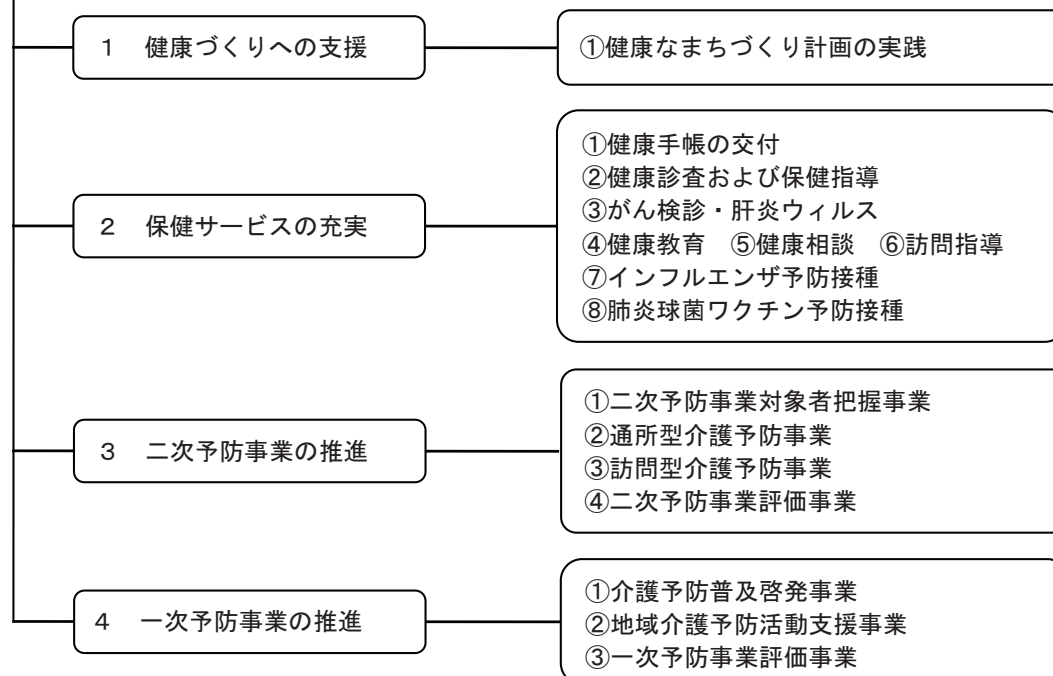 １　健康づくりへの支援
①健康なまちづくり計画の実践
２　保健サービスの充実
①健康手帳の交付
②健康診査および保健指導
③がん検診・肝炎ウィルス
④健康教育　⑤健康相談　⑥訪問指導
⑦インフルエンザ予防接種
⑧肺炎球菌ワクチン予防接種
３　二次予防事業の推進
①二次予防事業対象者把握事業
②通所型介護予防事業
③訪問型介護予防事業
④二次予防事業評価事業
４　一次予防事業の推進
①介護予防普及啓発事業
②地域介護予防活動支援事業
③一次予防事業評価事業